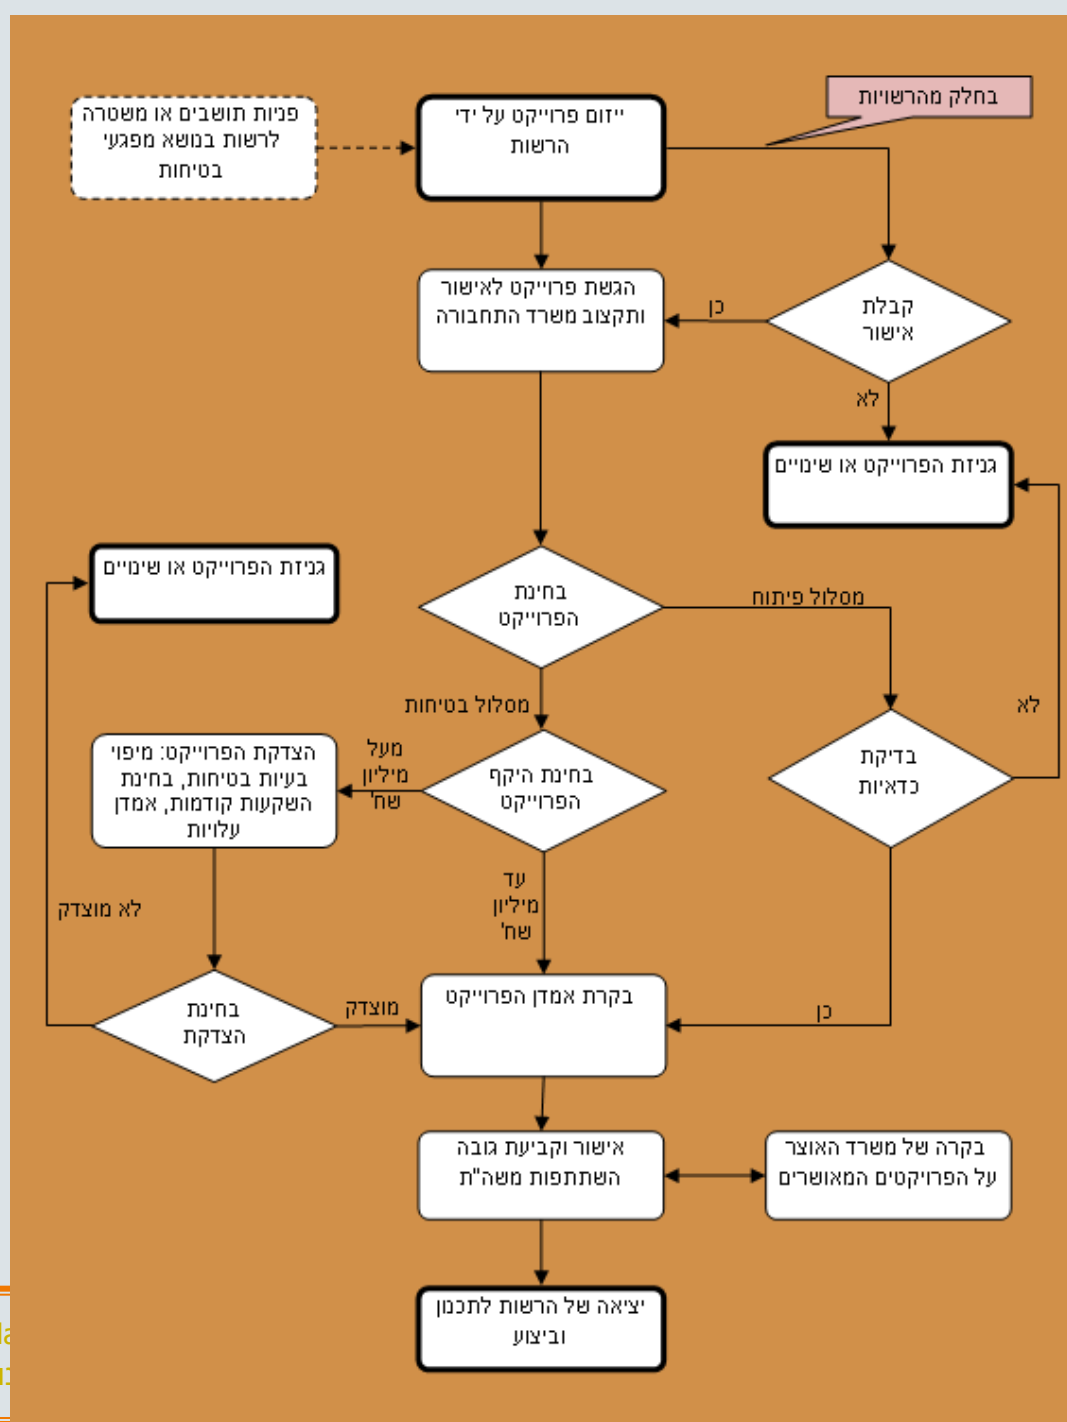 בחלק מהרשויות
ייזום פרוייקט על ידי
הרשות
פניות תושבים או משטרה
לרשות בנושא מפגעי
בטיחות
קבלת
אישור
כן
הגשת פרוייקט לאישור
ותקצוב משרד התחבורה
לא
גניזת הפרוייקט או שינויים
בחינת
הפרוייקט
גניזת הפרוייקט או שינויים
מסלול פיתוח
מסלול בטיחות
לא
בדיקת
כדאיות
בחינת היקף
הפרוייקט
מעל
מיליון
שח'
הצדקת הפרוייקט: מיפוי
בעיות בטיחות, בחינת
השקעות קודמות, אמדן
עלויות
עד
מיליון
שח'
לא מוצדק
בחינת
הצדקת
מוצדק
בקרת אמדן הפרוייקט
כן
אישור וקביעת גובה
השתתפות משה"ת
בקרה של משרד האוצר
על הפרויקטים המאושרים
יציאה של הרשות לתכנון
וביצוע